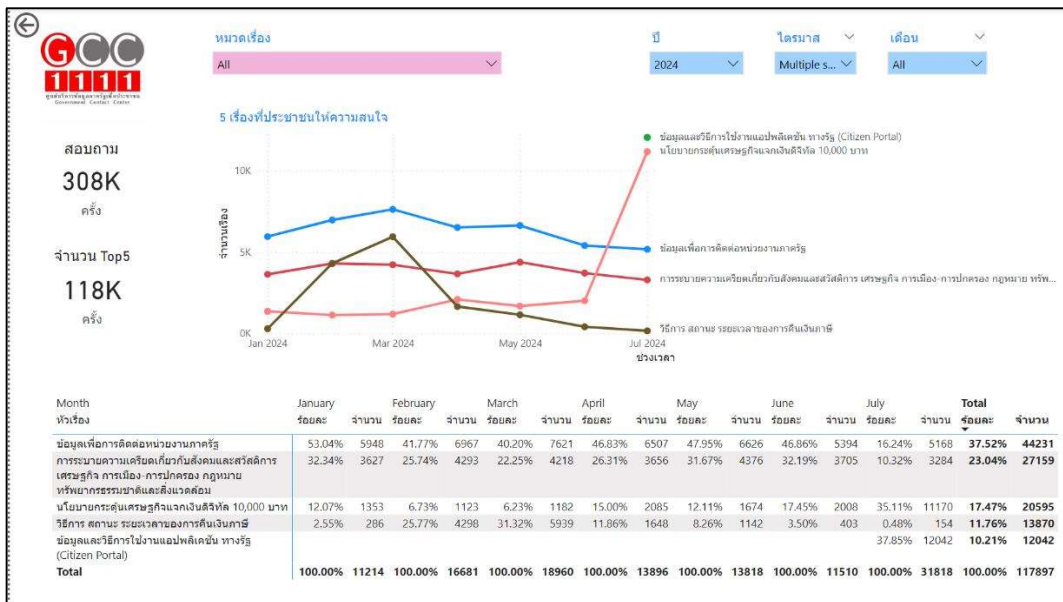 GCC
1111
ศูนย์บริการข้อมูลภาครัฐเพื่อประชาชน
Government Contact Center
หมวดเรื่อง
All
ปี
2024
ไตรมาส
Multiple s...
เดือน
All
5 เรื่องที่ประชาชนให้ความสนใจ
สอบถาม
308K
ครั้ง
จำนวน Top5
118K
ครั้ง
จำนวนเรื่อง
10K
5K
0K
Jan 2024
Mar 2024
May 2024
Jul 2024
ช่วงเวลา
ข้อมูลและวิธีการใช้งานแอปพลิเคชัน ทางรัฐ (Citizen Portal)
นโยบายกระตุ้นเศรษฐกิจแจกเงินดิจิทัล 10,000 บาท
ข้อมูลเพื่อการติดต่อหน่วยงานภาครัฐ
การระบายความเครียดเกี่ยวกับสังคมและสวัสดิการ เศรษฐกิจ การเมือง-การปกครอง กฎหมาย ทรัพ...
วิธีการ สถานะ ระยะเวลาของการคืนเงินภาษี
Month January February March April May June July Total
หัวเรื่อง ร้อยละ จำนวน ร้อยละ จำนวน ร้อยละ จำนวน ร้อยละ จำนวน ร้อยละ จำนวน ร้อยละ จำนวน ร้อยละ จำนวน ร้อยละ จำนวน
ข้อมูลเพื่อการติดต่อหน่วยงานภาครัฐ 53.04% 5948 41.77% 6967 40.20% 7621 46.83% 6507 47.95% 6626 46.86% 5394 16.24% 5168 37.52% 44231
การระบายความเครียดเกี่ยวกับสังคมและสวัสดิการ 32.34% 3627 25.74% 4293 22.25% 4218 26.31% 3656 31.67% 4376 32.19% 3705 10.32% 3284 23.04% 27159
เศรษฐกิจ การเมือง-การปกครอง กฎหมาย
ทรัพยากรธรรมชาติและสิ่งแวดล้อม
นโยบายกระตุ้นเศรษฐกิจแจกเงินดิจิทัล 10,000 บาท 12.07% 1353 6.73% 1123 6.23% 1182 15.00% 2085 12.11% 1674 17.45% 2008 35.11% 11170 17.47% 20595
วิธีการ สถานะ ระยะเวลาของการคืนเงินภาษี 2.55% 286 25.77% 4298 31.32% 5939 11.86% 1648 8.26% 1142 3.50% 403 0.48% 154 11.76% 13870
ข้อมูลและวิธีการใช้งานแอปพลิเคชัน ทางรัฐ 37.85% 12042 10.21% 12042
(Citizen Portal)
Total 100.00% 11214 100.00% 16681 100.00% 18960 100.00% 13896 100.00% 13818 100.00% 11510 100.00% 31818 100.00% 117897